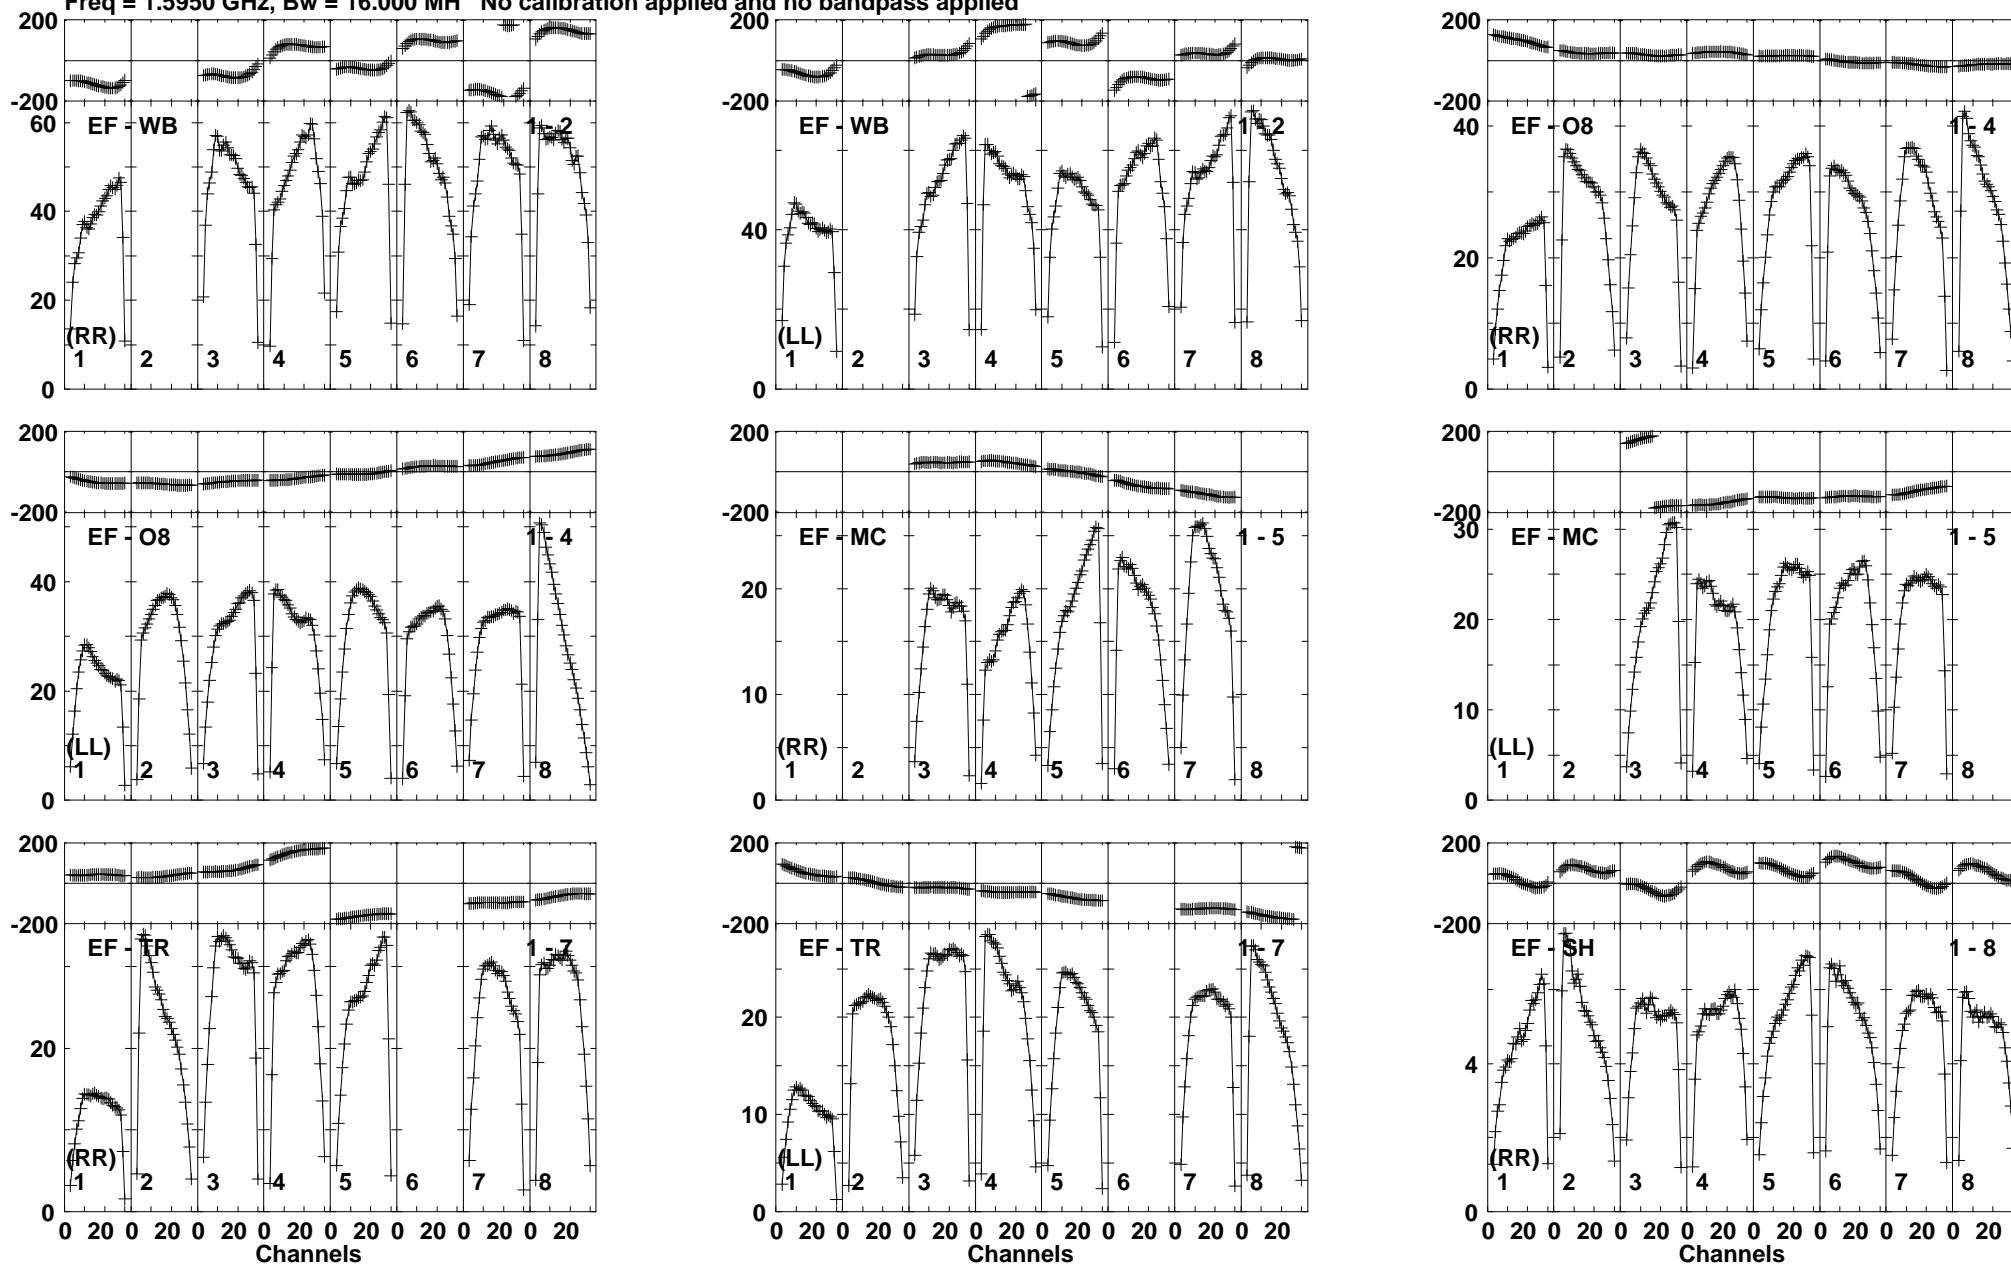 Freq = 1.5950 GHz, Bw = 16.000 MH No calibration applied and no bandpass applied
200 200 200
-200 -200 -200
60 EF - WB 1 - 2 EF - WB 1 - 2 40 EF - O8 1 - 4
40 40 20
20
(RR) (LL) (RR)
1 2 3 4 5 6 7 8 1 2 3 4 5 6 7 8 1 2 3 4 5 6 7 8
0 0 0
200 200 200
-200 -200 -200
EF - O8 1 - 4 EF - MC 1 - 5 30 EF - MC 1 - 5
40 20 20
20 10 10
(LL) (RR) (LL)
1 2 3 4 5 6 7 8 1 2 3 4 5 6 7 8 1 2 3 4 5 6 7 8
0 0 0
200 200 200
-200 -200 -200
EF - TR 1 - 7 EF - TR 1 - 7 EF - SH 1 - 8
20 20 4
10
(RR) (LL) (RR)
1 2 3 4 5 6 7 8 1 2 3 4 5 6 7 8 1 2 3 4 5 6 7 8
0 0 0
0 20 0 20 0 20 0 20 0 20 0 20 0 20 0 20 0 20 0 20 0 20 0 20 0 20 0 20 0 20 0 20 0 20 0 20 0 20 0 20 0 20 0 20 0 20 0 20
Channels Channels Channels